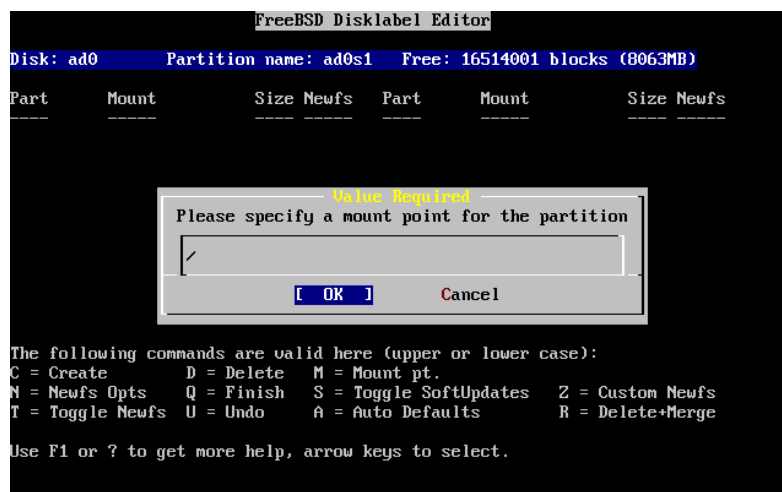 FreeBSD Disklabel Editor
Disk: ad0 Partition name: ad0s1 Free: 16514001 blocks (8063MB)
Part Mount Size Newfs Part Mount Size Newfs
---- ----- ---- ----- ---- ----- ---- -----
Value Required
Please specify a mount point for the partition
/
[ OK ] Cancel
The following commands are valid here (upper or lower case):
C = Create D = Delete M = Mount pt.
N = Newfs Opts Q = Finish S = Toggle SoftUpdates Z = Custom Newfs
T = Toggle Newfs U = Undo A = Auto Defaults R = Delete+Merge
Use F1 or ? to get more help, arrow keys to select.